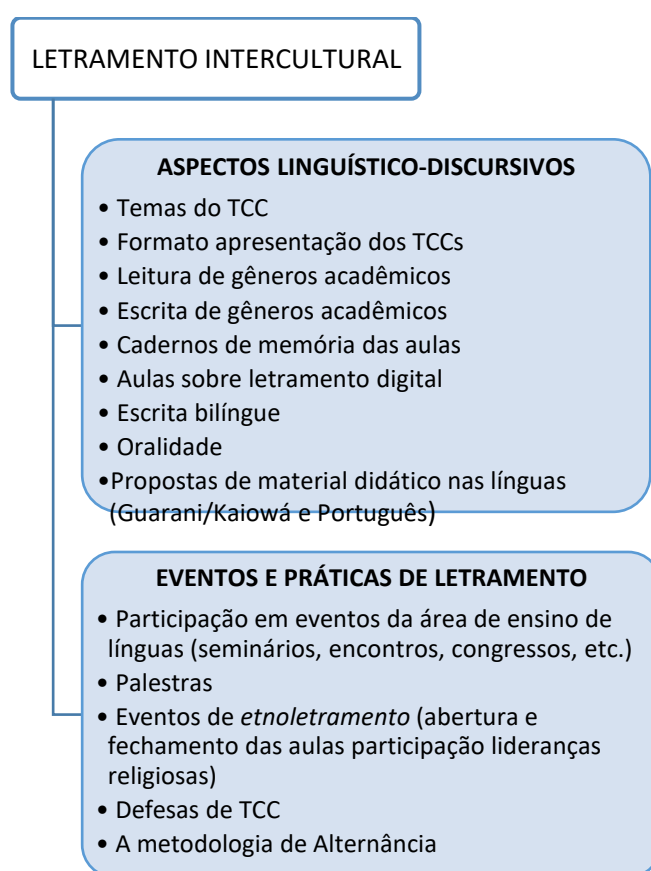 LETRAMENTO INTERCULTURAL
ASPECTOS LINGUÍSTICO-DISCURSIVOS
• Temas do TCC
• Formato apresentação dos TCCs
• Leitura de gêneros acadêmicos
• Escrita de gêneros acadêmicos
• Cadernos de memória das aulas
• Aulas sobre letramento digital
• Escrita bilíngue
• Oralidade
•Propostas de material didático nas línguas
(Guarani/Kaiowá e Português)
EVENTOS E PRÁTICAS DE LETRAMENTO
• Participação em eventos da área de ensino de
línguas (seminários, encontros, congressos, etc.)
• Palestras
• Eventos de etnoletramento (abertura e
fechamento das aulas participação lideranças
religiosas)
• Defesas de TCC
• A metodologia de Alternância